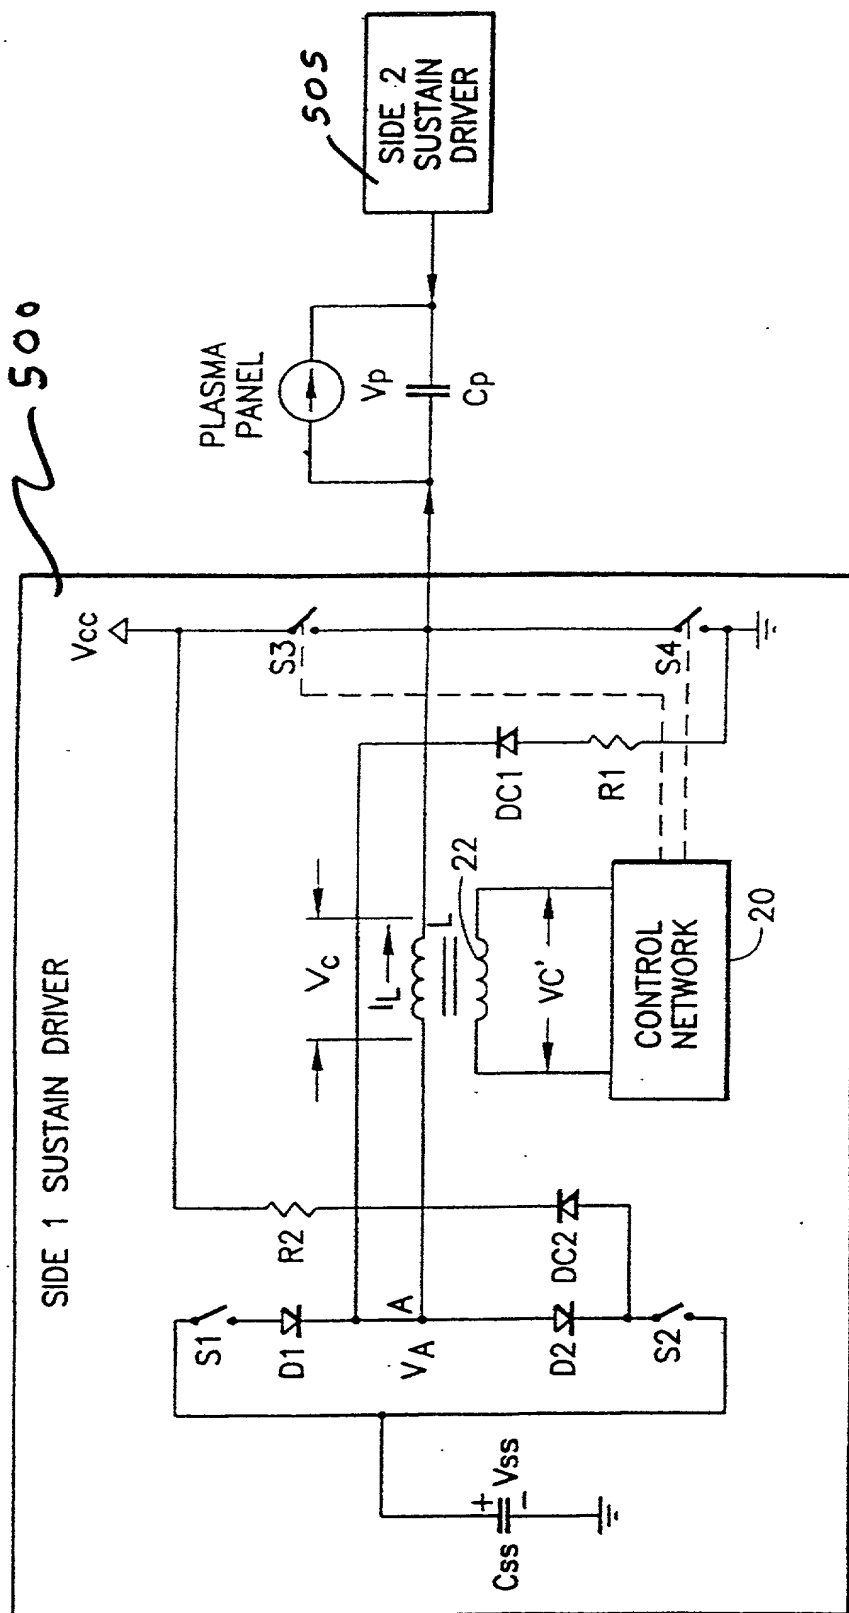 500
SIDE 1 SUSTAIN DRIVER
Vcc
S1
D1
R2
VA
A
D2
DC2
S2
Css
+
Vss
−
Vc
IL
L
22
VC'
CONTROL
NETWORK
20
S3
DC1
R1
S4
PLASMA
PANEL
Vp
Cp
505
SIDE 2
SUSTAIN
DRIVER